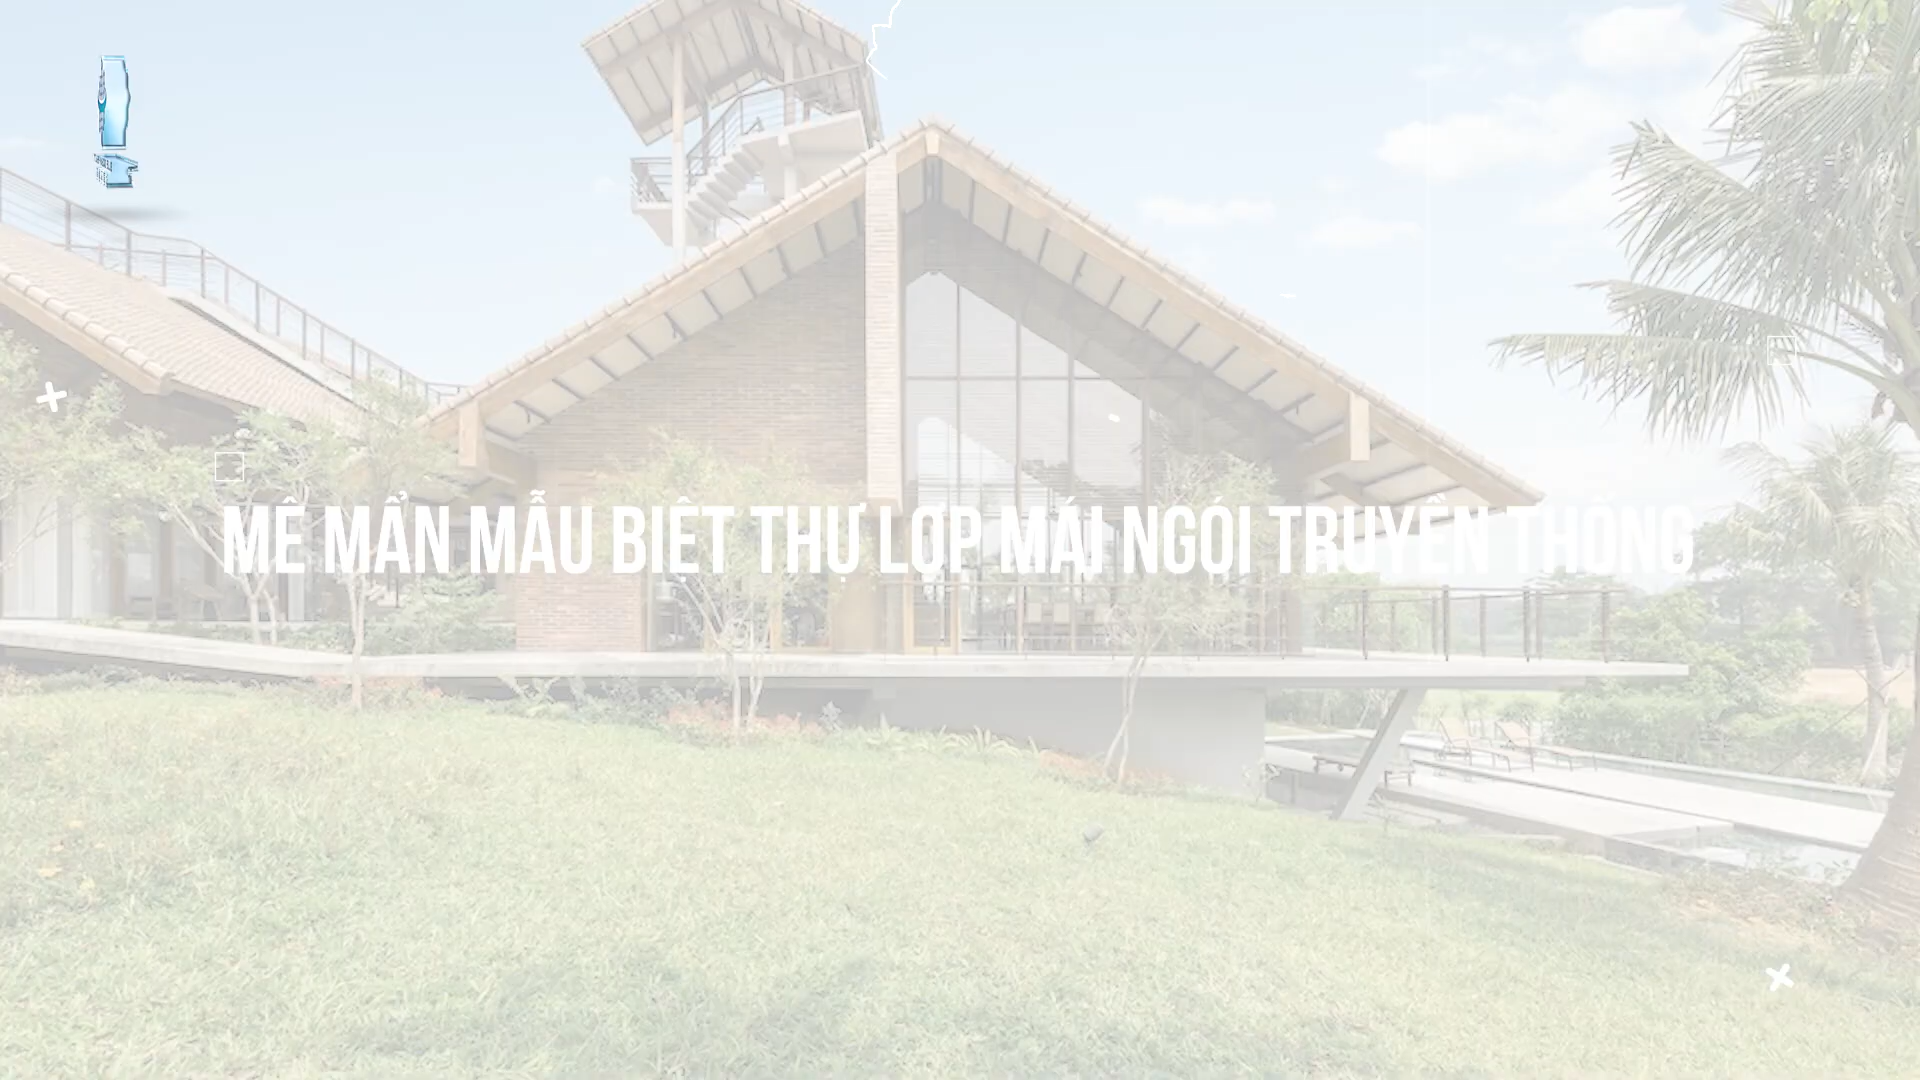 MÊ MẨN MẪU BIỆT THỰ LỢP MÁI NGÓI TRUYỀN THỐNG